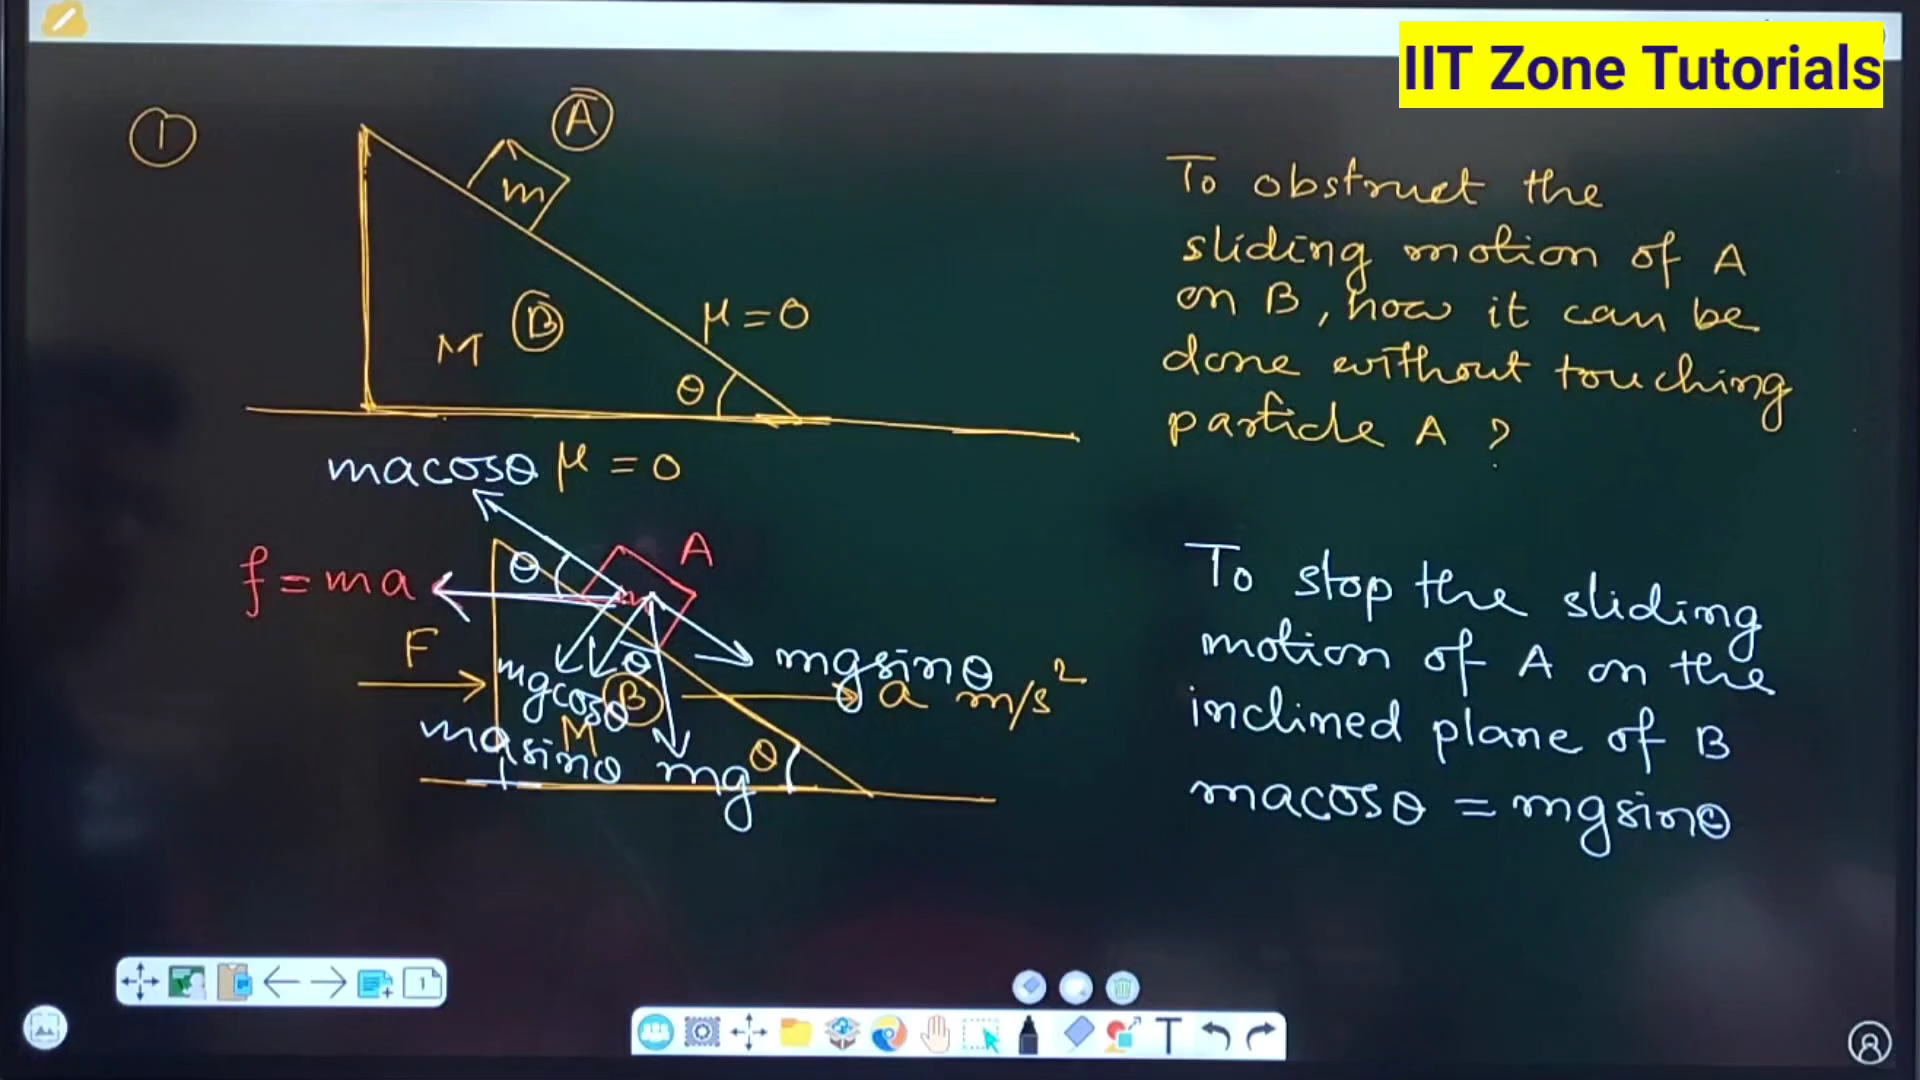 IIT Zone Tutorials
1
A
m
M B
μ = 0
θ
μ = 0
To obstruct the
sliding motion of A
on B, how it can be
done without touching
particle A ?
macosθ
θ
A
f = ma
m
F
θ
mgsinθ
mgcosθ
B
a m/s²
M
masinθ
mg
θ
To stop the sliding
motion of A on the
inclined plane of B
macosθ = mgsinθ
1
T